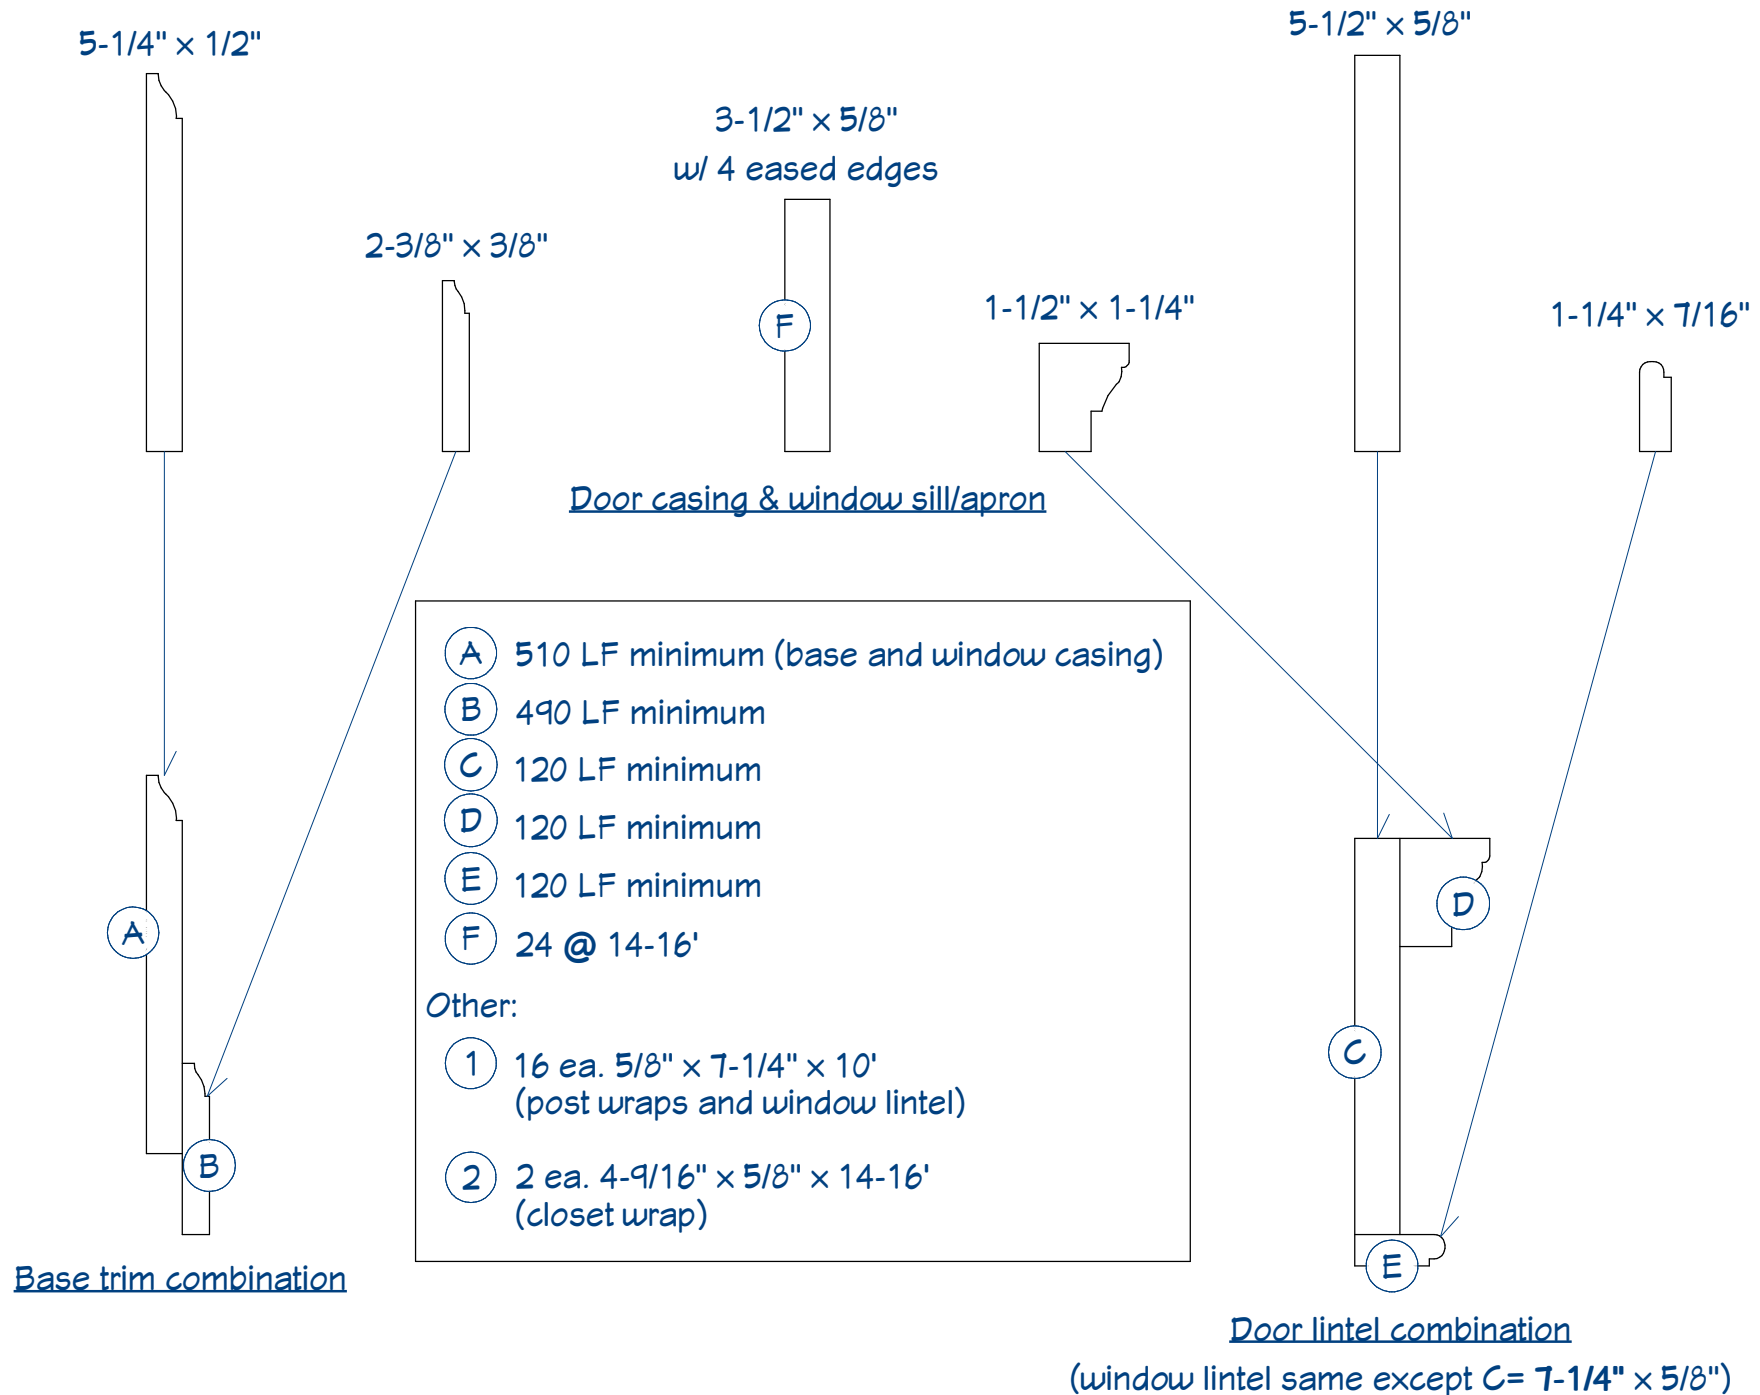 5-1/4" x 1/2"
5-1/2" x 5/8"
3-1/2" x 5/8"
w/ 4 eased edges
2-3/8" x 3/8"
1-1/2" x 1-1/4"
1-1/4" x 7/16"
F
Door casing & window sill/apron
A 510 LF minimum (base and window casing)
B 490 LF minimum
C 120 LF minimum
D 120 LF minimum
E 120 LF minimum
F 24 @ 14-16'
Other:
1 16 ea. 5/8" x 7-1/4" x 10'
(post wraps and window lintel)
2 2 ea. 4-9/16" x 5/8" x 14-16'
(closet wrap)
A
B
Base trim combination
D
C
E
Door lintel combination
(window lintel same except C= 7-1/4" x 5/8")